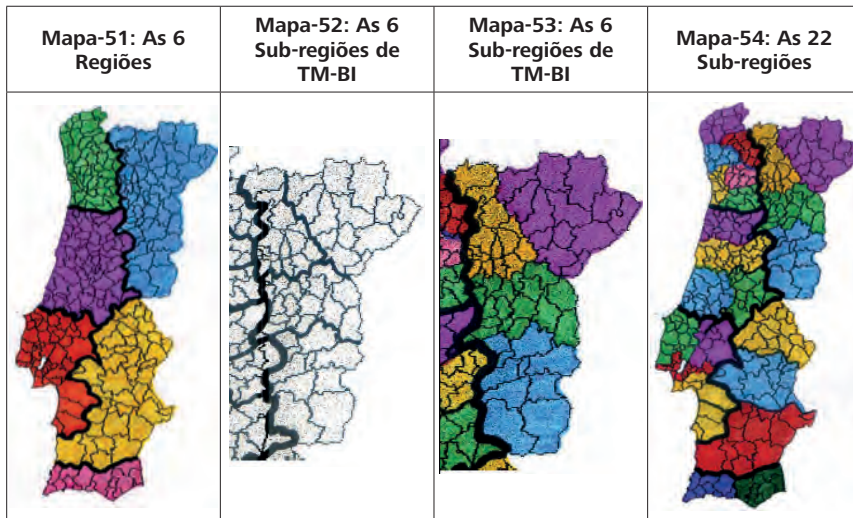 Mapa-51: As 6
Regiões
Mapa-52: As 6
Sub-regiões de
TM-BI
Mapa-53: As 6
Sub-regiões de
TM-BI
Mapa-54: As 22
Sub-regiões